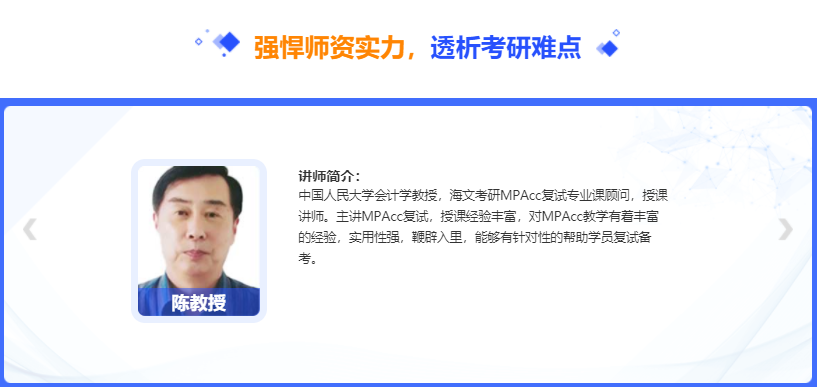 强悍师资实力，透析考研难点
讲师简介：
中国人民大学会计学教授，海文考研MPAcc复试专业课顾问，授课
讲师。主讲MPAcc复试，授课经验丰富，对MPAcc教学有着丰富
的经验，实用性强，鞭辟入里，能够有针对性的帮助学员复试备
考。
陈教授